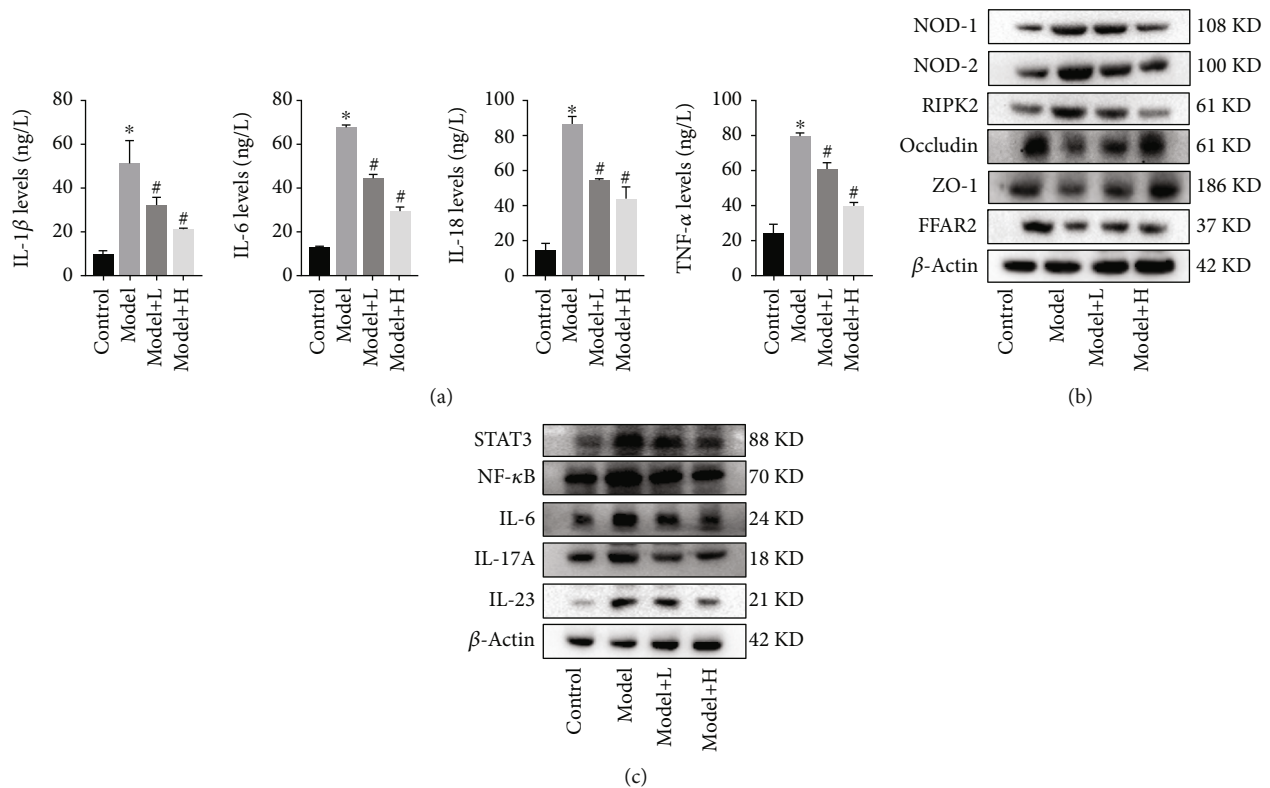 IL-1β levels (ng/L)
80
60
40
20
0
*
#
#
Control
Model
Model+L
Model+H
IL-6 levels (ng/L)
80
60
40
20
0
*
#
#
Control
Model
Model+L
Model+H
IL-18 levels (ng/L)
100
80
60
40
20
0
*
#
#
Control
Model
Model+L
Model+H
TNF-α levels (ng/L)
100
80
60
40
20
0
*
#
#
Control
Model
Model+L
Model+H
(a)
NOD-1 108 KD
NOD-2 100 KD
RIPK2 61 KD
Occludin 61 KD
ZO-1 186 KD
FFAR2 37 KD
β-Actin 42 KD
Control
Model
Model+L
Model+H
(b)
STAT3 88 KD
NF-κB 70 KD
IL-6 24 KD
IL-17A 18 KD
IL-23 21 KD
β-Actin 42 KD
Control
Model
Model+L
Model+H
(c)